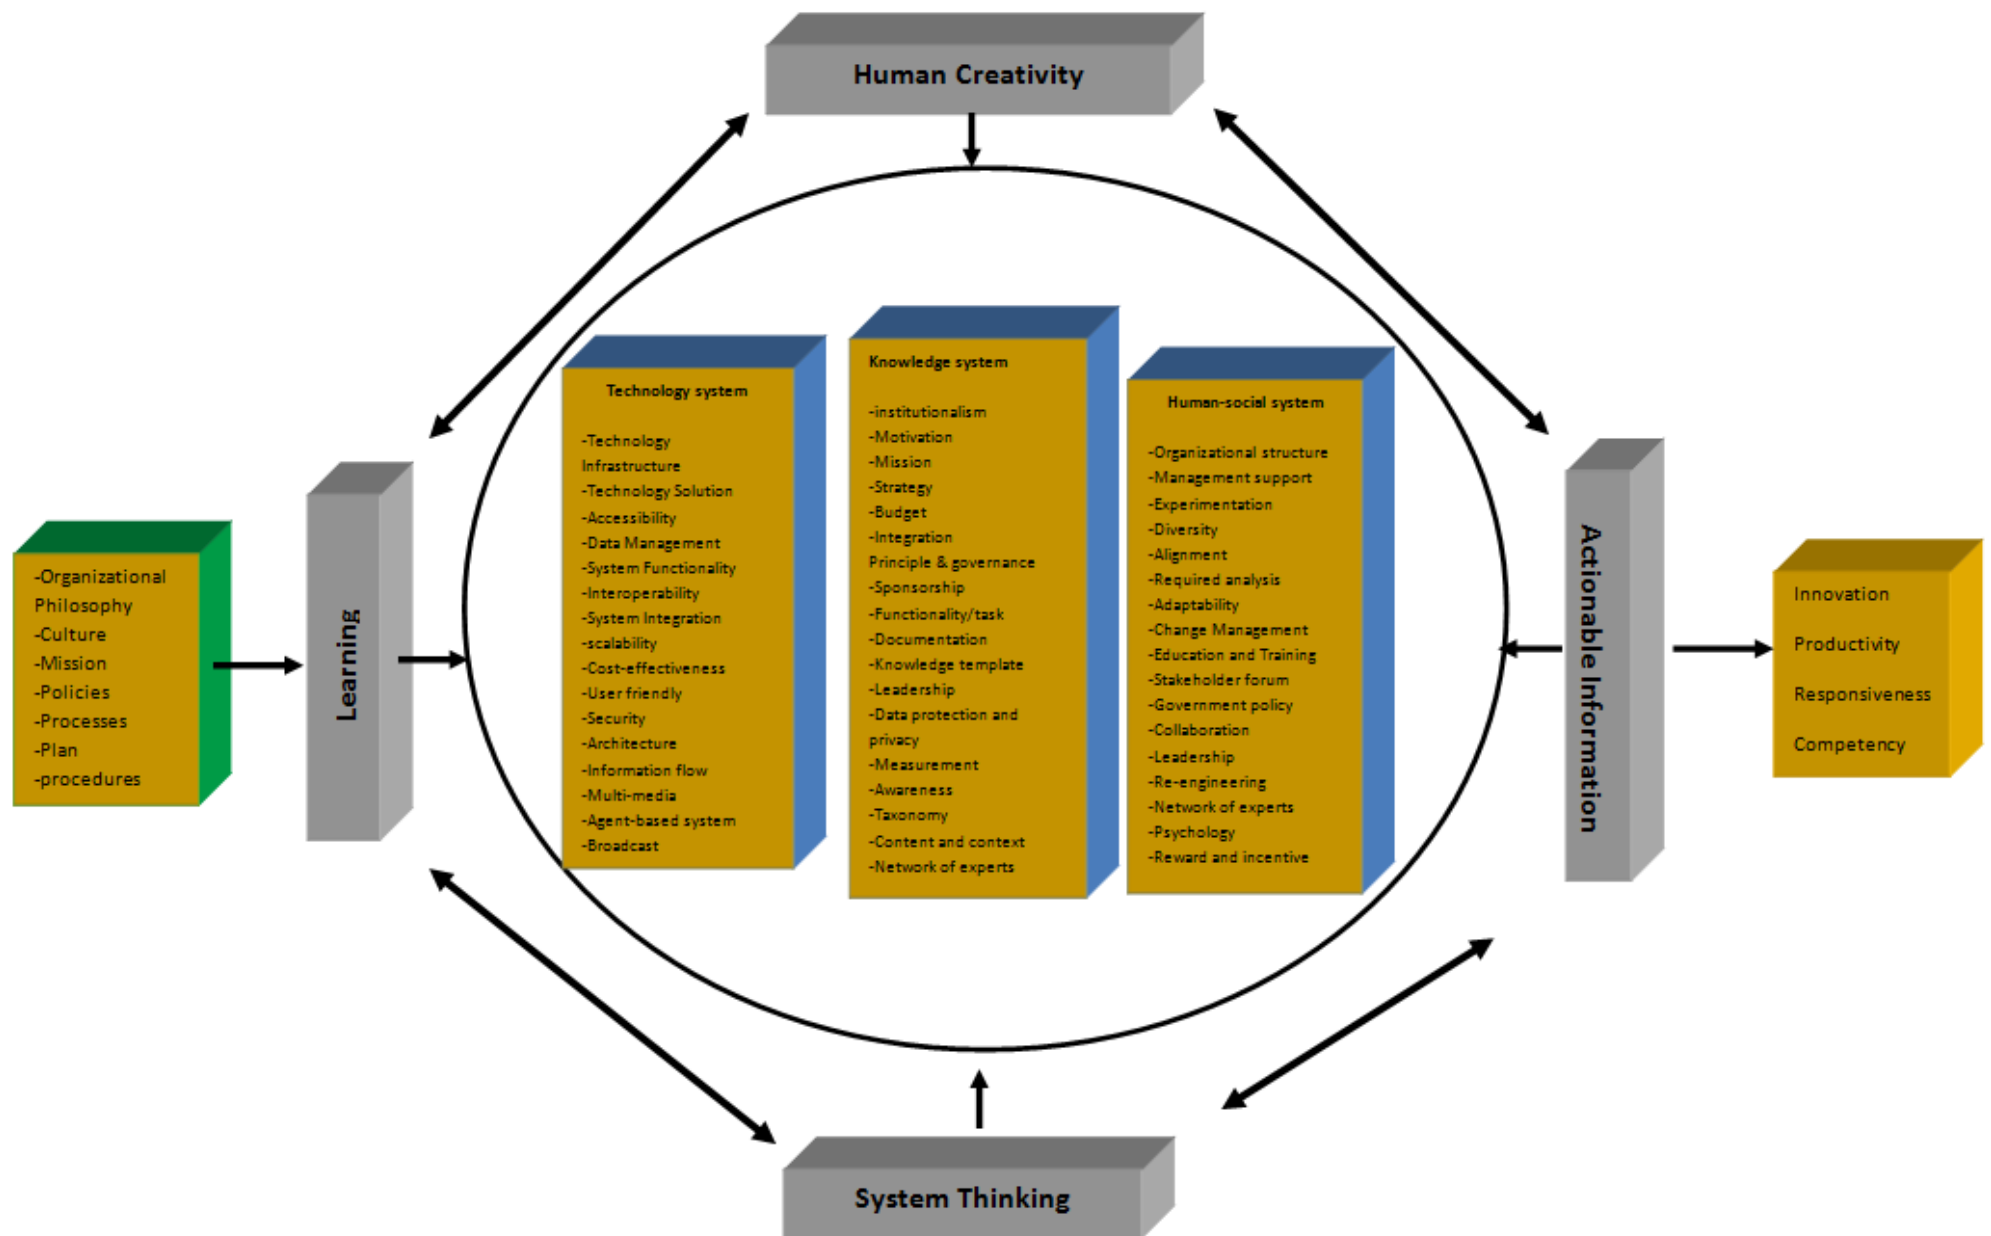 Human Creativity
-Organizational
Philosophy
-Culture
-Mission
-Policies
-Processes
-Plan
-procedures
Learning
Technology system
-Technology
Infrastructure
-Technology Solution
-Accessibility
-Data Management
-System Functionality
-Interoperability
-System Integration
-scalability
-Cost-effectiveness
-User friendly
-Security
-Architecture
-Information flow
-Multi-media
-Agent-based system
-Broadcast
Knowledge system
-institutionalism
-Motivation
-Mission
-Strategy
-Budget
-Integration
Principle & governance
-Sponsorship
-Functionality/task
-Documentation
-Knowledge template
-Leadership
-Data protection and
privacy
-Measurement
-Awareness
-Taxonomy
-Content and context
-Network of experts
Human-social system
-Organizational structure
-Management support
-Experimentation
-Diversity
-Alignment
-Required analysis
-Adaptability
-Change Management
-Education and Training
-Stakeholder forum
-Government policy
-Collaboration
-Leadership
-Re-engineering
-Network of experts
-Psychology
-Reward and incentive
Actionable Information
Innovation
Productivity
Responsiveness
Competency
System Thinking